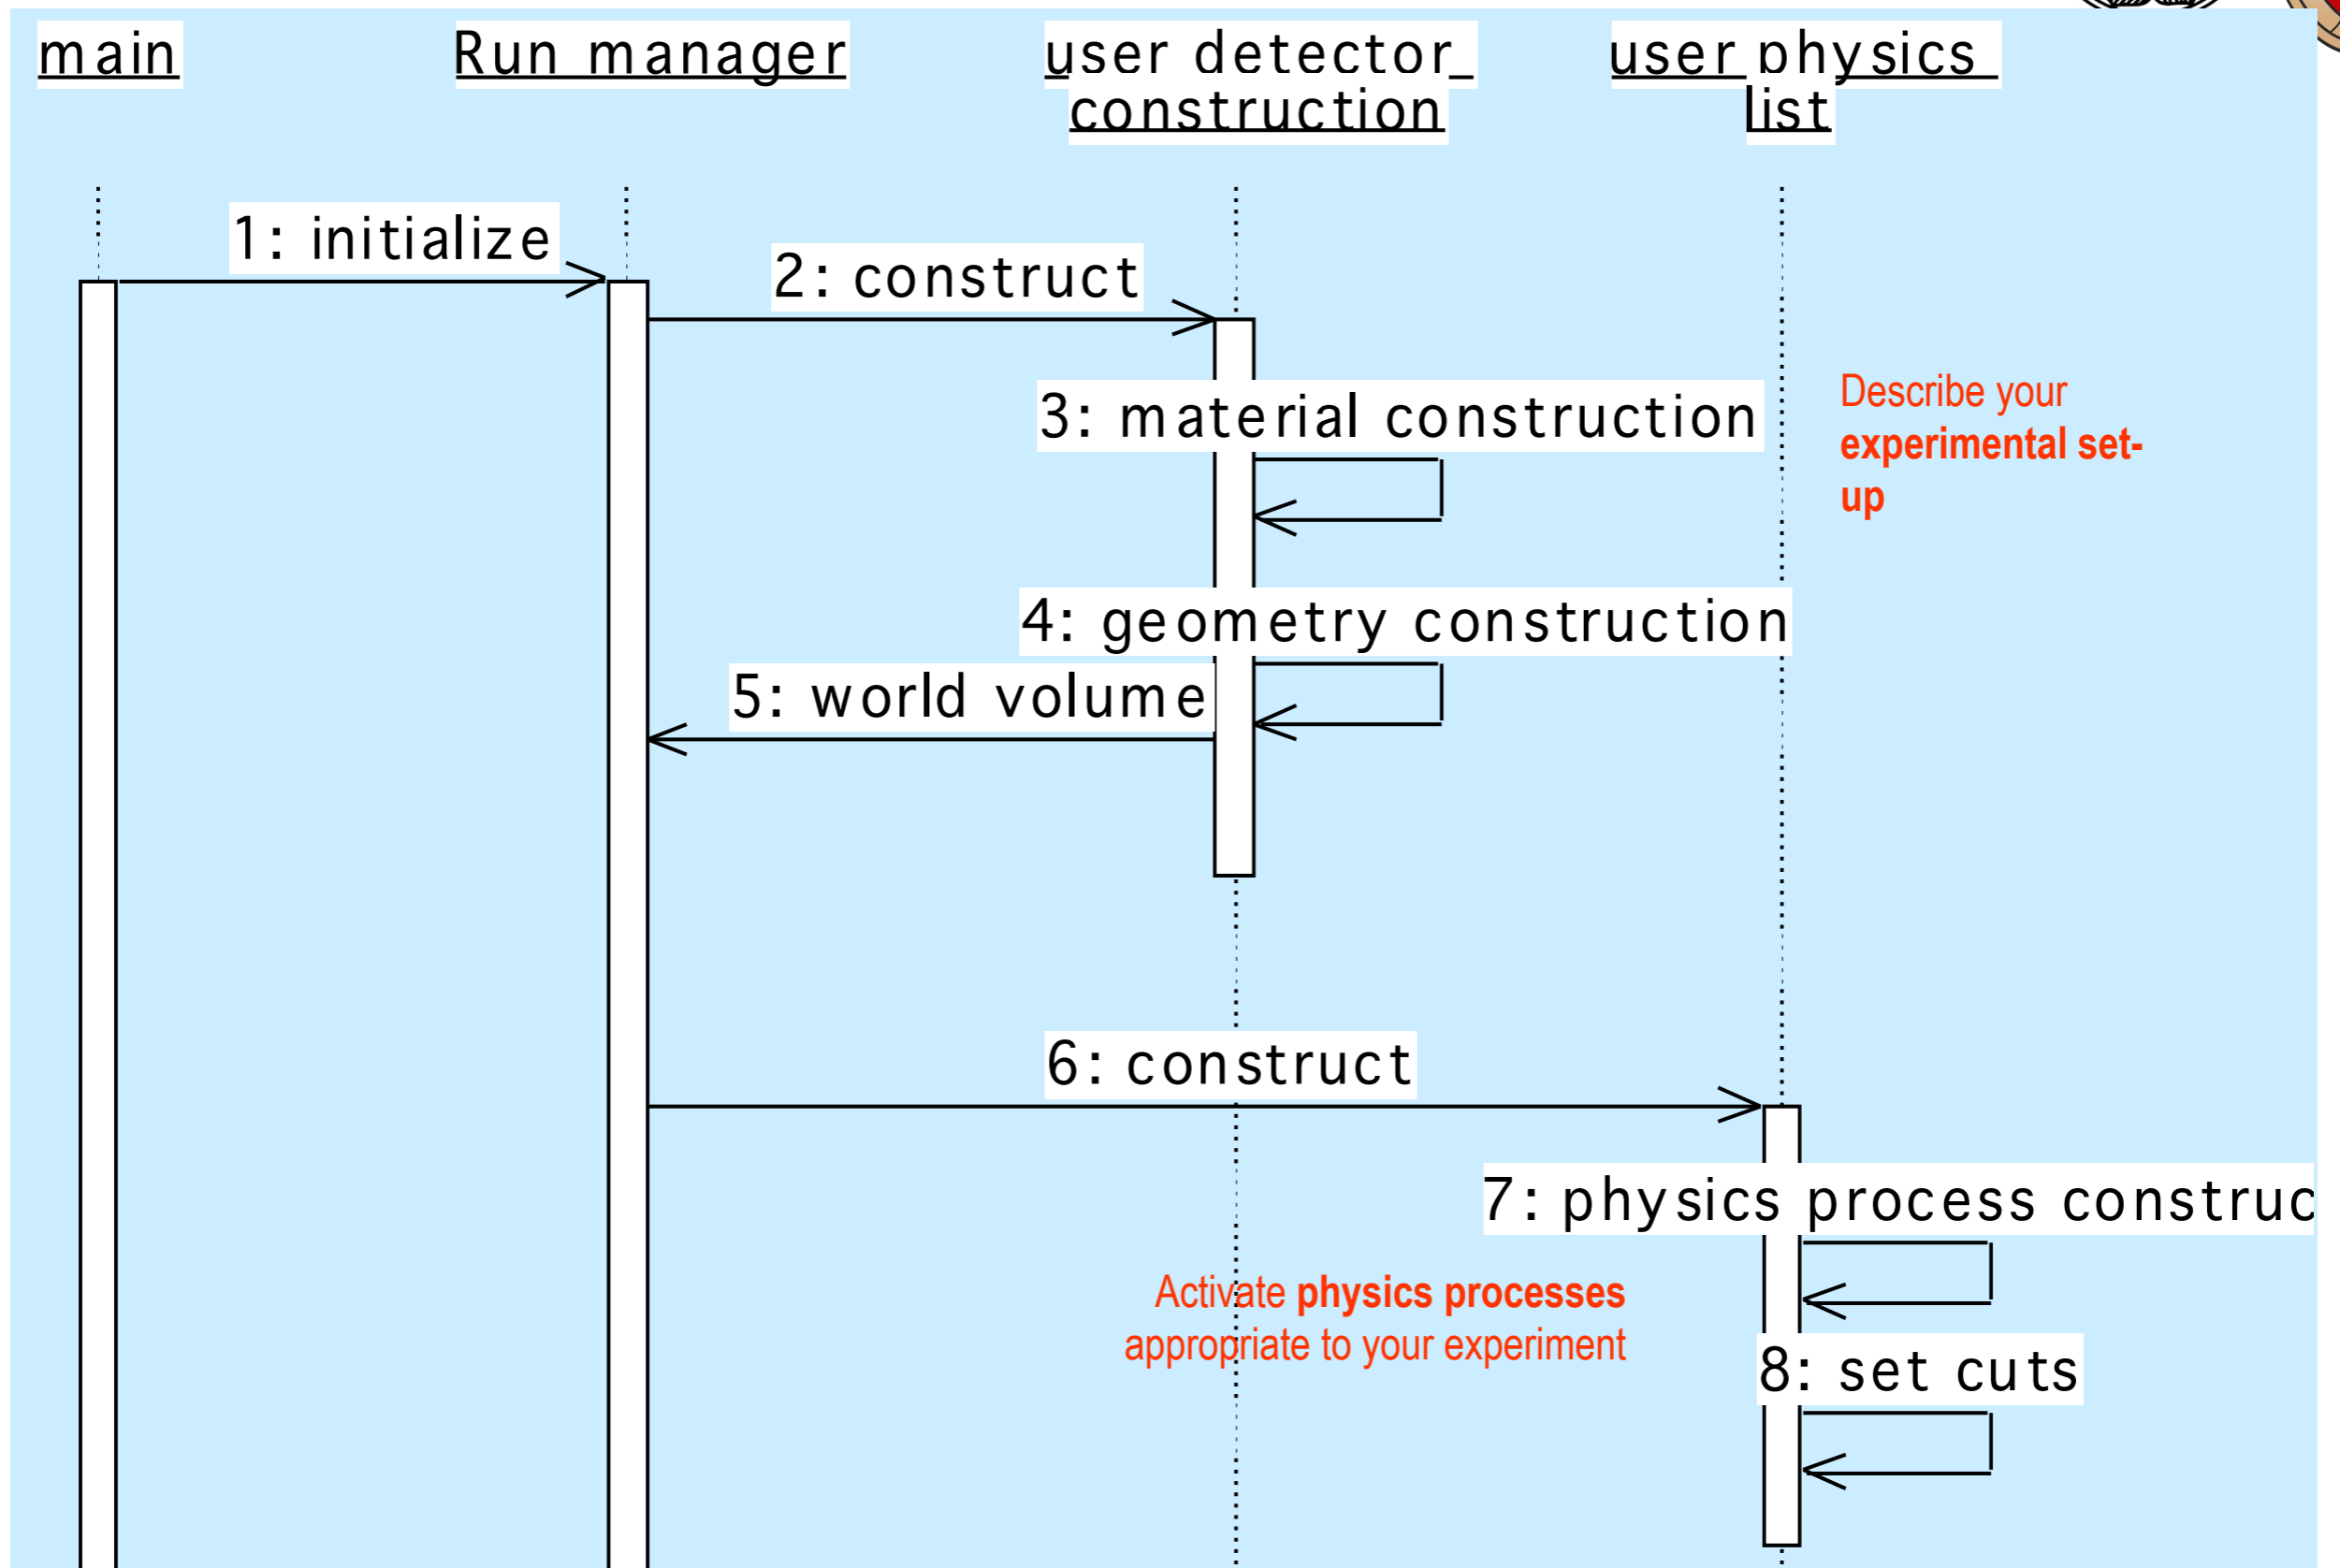 main
Run manager
user detector
construction
user physics
list
1: initialize
2: construct
3: material construction
Describe your
experimental set-
up
4: geometry construction
5: world volume
6: construct
7: physics process construc
Activate physics processes
appropriate to your experiment
8: set cuts